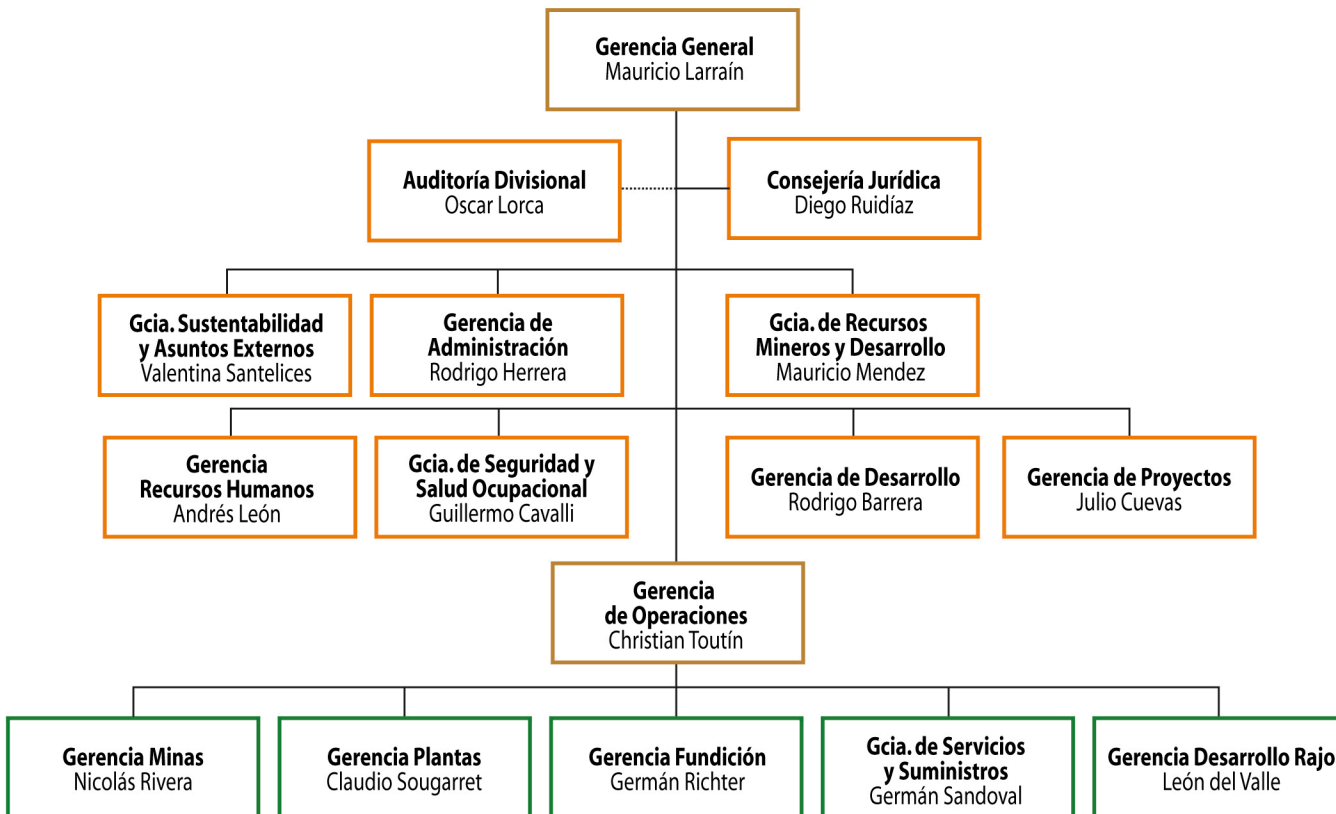 Gerencia General
Mauricio Larraín
Auditoría Divisional
Oscar Lorca
Consejería Jurídica
Diego Ruidíaz
Gcia. Sustentabilidad
y Asuntos Externos
Valentina Santelices
Gerencia de
Administración
Rodrigo Herrera
Gcia. de Recursos
Mineros y Desarrollo
Mauricio Mendez
Gerencia
Recursos Humanos
Andrés León
Gcia. de Seguridad y
Salud Ocupacional
Guillermo Cavalli
Gerencia de Desarrollo
Rodrigo Barrera
Gerencia de Proyectos
Julio Cuevas
Gerencia
de Operaciones
Christian Toutín
Gerencia Minas
Nicolás Rivera
Gerencia Plantas
Claudio Sougarret
Gerencia Fundición
Germán Richter
Gcia. de Servicios
y Suministros
Germán Sandoval
Gerencia Desarrollo Rajo
León del Valle